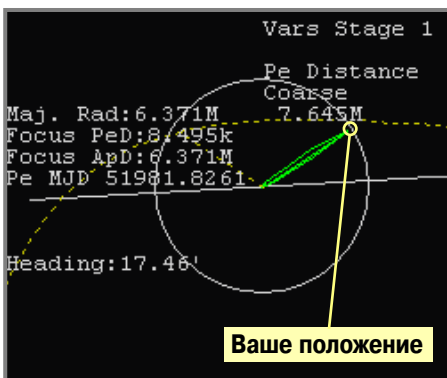 Vars Stage 1
Pe Distance
Coarse
Maj. Rad:6.371M 7.645M
Focus PeD:8.495k
Focus ApD:6.371M
Pe MJD 51981.8261
Heading:17.46'
Ваше положение